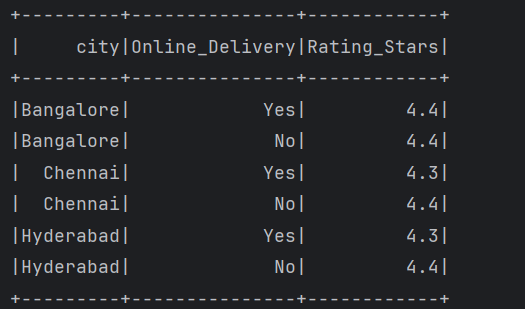 +---------+---------------+------------+
|     city|Online_Delivery|Rating_Stars|
+---------+---------------+------------+
|Bangalore|            Yes|         4.4|
|Bangalore|             No|         4.4|
|  Chennai|            Yes|         4.3|
|  Chennai|             No|         4.4|
|Hyderabad|            Yes|         4.3|
|Hyderabad|             No|         4.4|
+---------+---------------+------------+